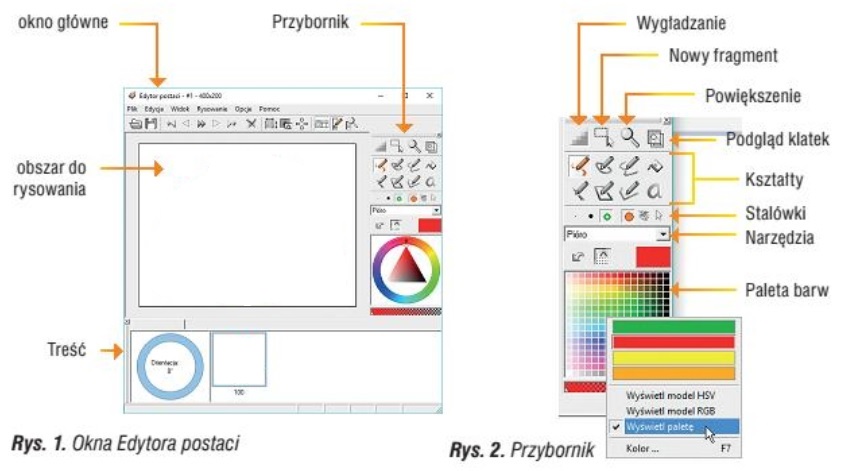 okno główne
Przybornik
Edytor postaci - #1 - 400x200
Plik Edycja Widok Rysowanie Opcje Pomoc
obszar do
rysowania
Pióro
Treść
Orientacja:
0°
100
Rys. 1. Okna Edytora postaci
Wygładzanie
Nowy fragment
Powiększenie
Podgląd klatek
Kształty
Stalówki
Narzędzia
Pióro
Paleta barw
Wyświetl model HSV
Wyświetl model RGB
Wyświetl paletę
Kolor ... F7
Rys. 2. Przybornik